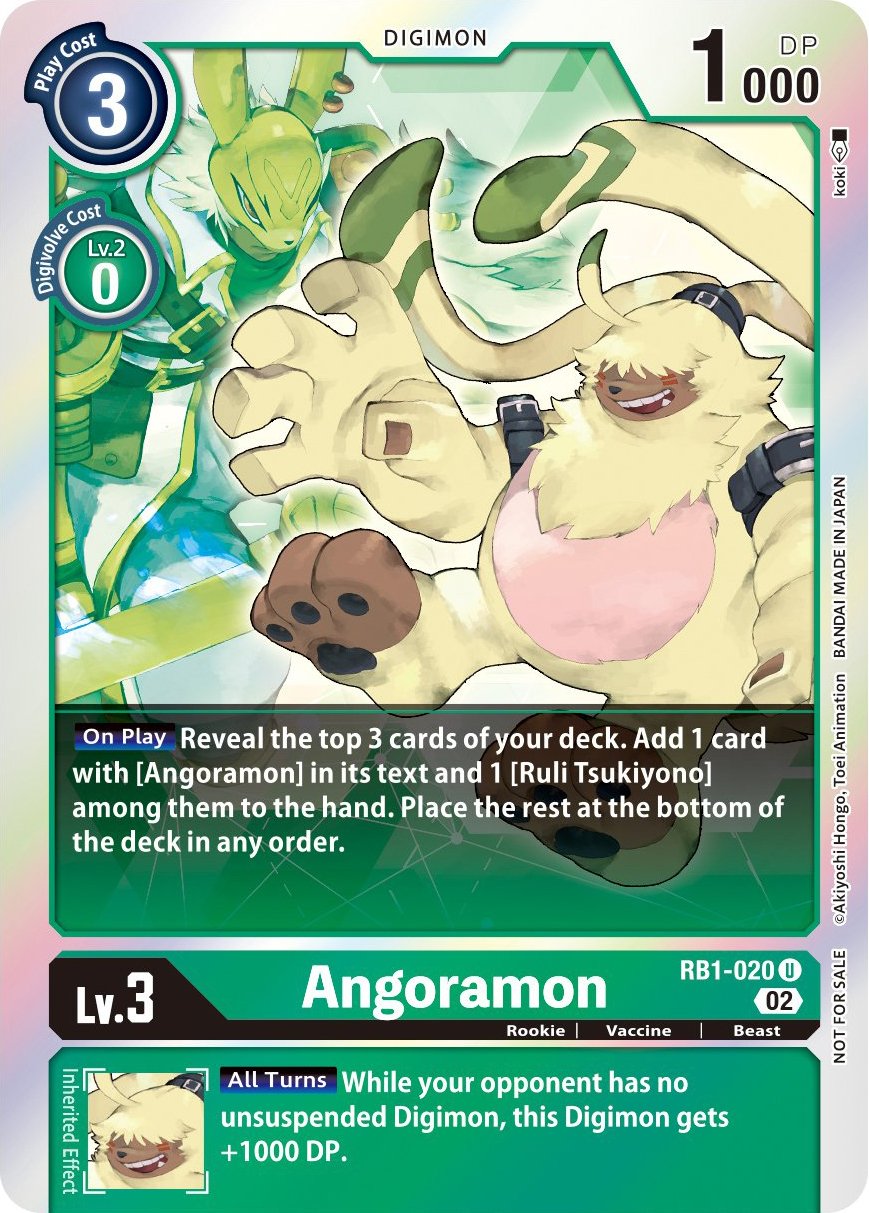 DIGIMON
Play Cost
3
1000
DP
Digivolve Cost
Lv.2
0
koki
On Play Reveal the top 3 cards of your deck. Add 1 card
with [Angoramon] in its text and 1 [Ruli Tsukiyono]
among them to the hand. Place the rest at the bottom of
the deck in any order.
©Akiyoshi Hongo, Toei Animation BANDAI MADE IN JAPAN
NOT FOR SALE
Lv.3
Angoramon
RB1-020 U
02
Rookie | Vaccine | Beast
Inherited Effect
All Turns While your opponent has no
unsuspended Digimon, this Digimon gets
+1000 DP.